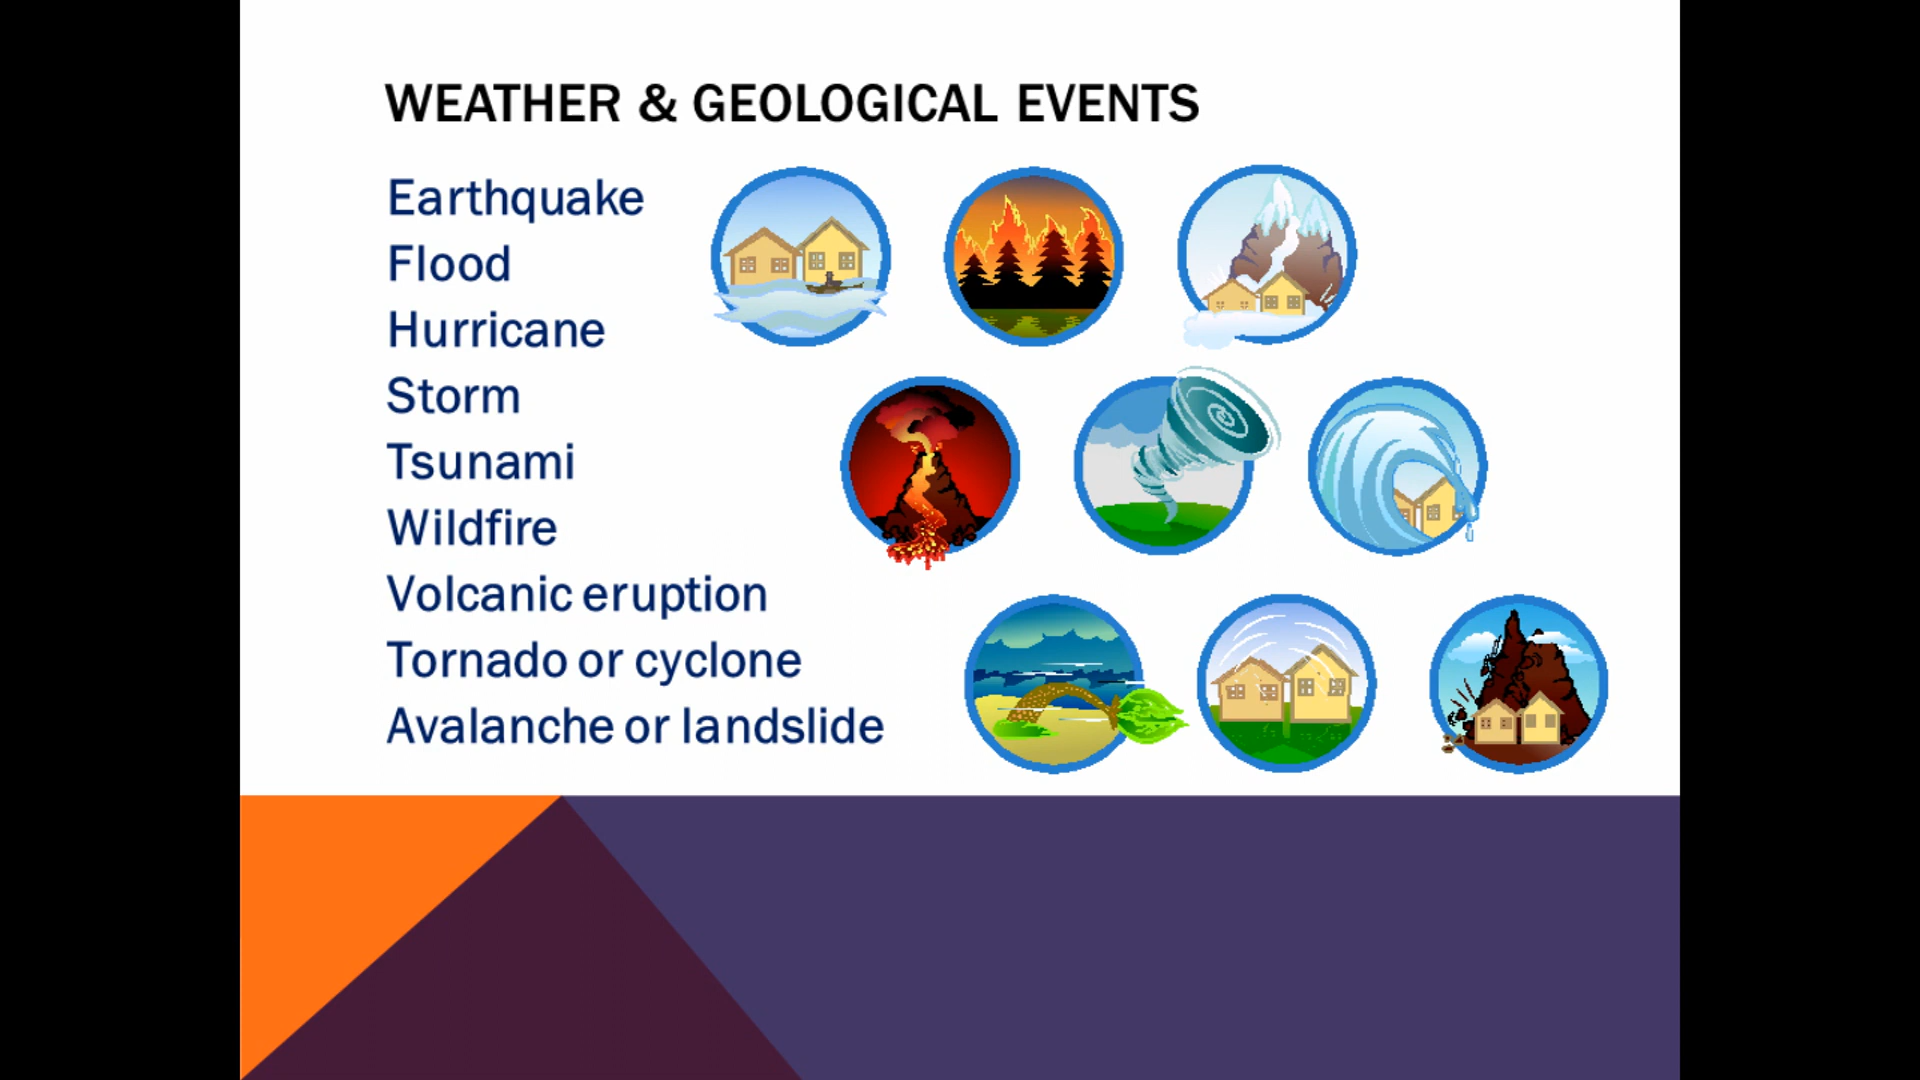 WEATHER & GEOLOGICAL EVENTS
Earthquake
Flood
Hurricane
Storm
Tsunami
Wildfire
Volcanic eruption
Tornado or cyclone
Avalanche or landslide